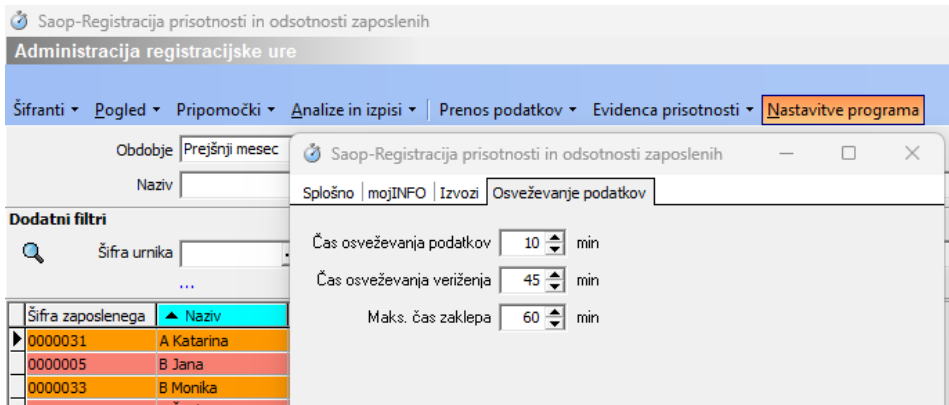 Saop-Registracija prisotnosti in odsotnosti zaposlenih
Administracija registracijske ure
Šifranti Pogled Pripomočki Analize in izpisi Prenos podatkov Evidenca prisotnosti Nastavitve programa
Obdobje Prejšnji mesec
Naziv
Dodatni filtri
Šifra urnika
...
Šifra zaposlenega Naziv
0000031 A Katarina
0000005 B Jana
0000033 B Monika
Saop-Registracija prisotnosti in odsotnosti zaposlenih
Splošno mojINFO Izvozi Osveževanje podatkov
Čas osveževanja podatkov 10 min
Čas osveževanja veriženja 45 min
Maks. čas zaklepa 60 min